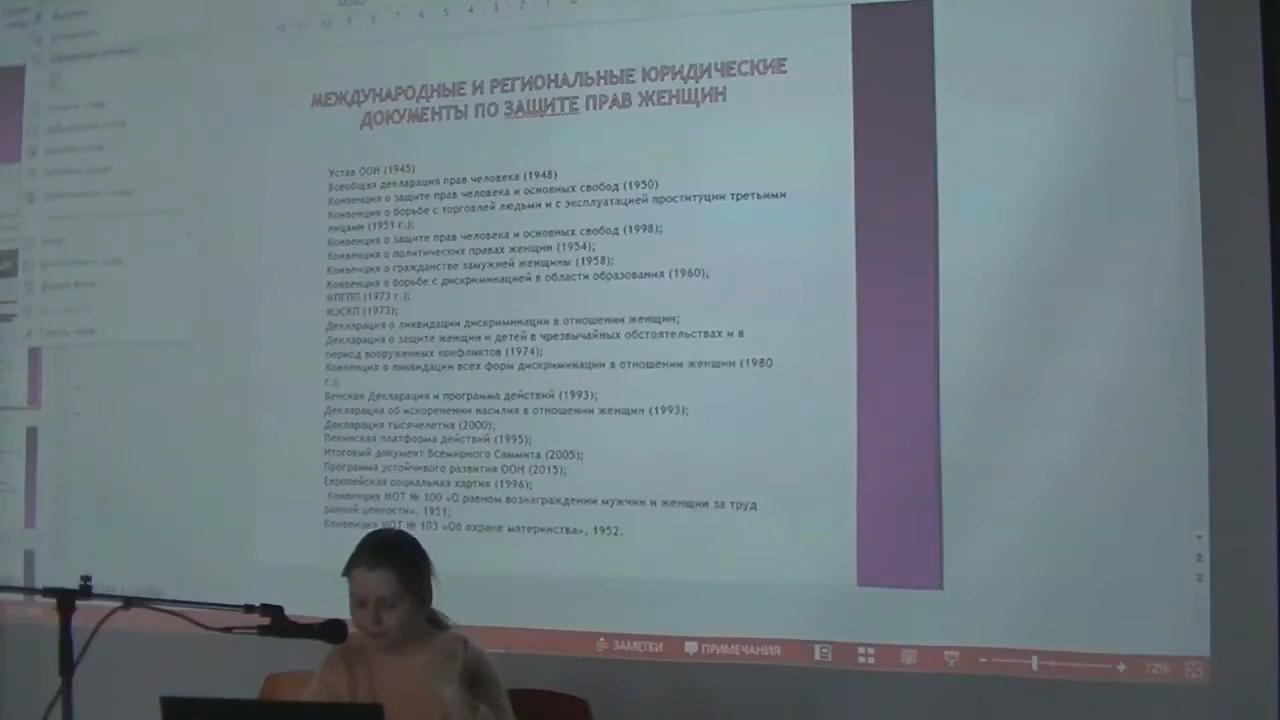 МЕЖДУНАРОДНЫЕ И РЕГИОНАЛЬНЫЕ ЮРИДИЧЕСКИЕ
ДОКУМЕНТЫ ПО ЗАЩИТЕ ПРАВ ЖЕНЩИН
Устав ООН (1945)
Всеобщая декларация прав человека (1948)
Конвенция о защите прав человека и основных свобод (1950)
Конвенция о борьбе с торговлей людьми и с эксплуатацией проституции третьими
лицами (1951 г.);
Конвенция о защите прав человека и основных свобод (1998);
Конвенция о политических правах женщин (1954);
Конвенция о гражданстве замужней женщины (1958);
Конвенция о борьбе с дискриминацией в области образования (1960);
(1973 г.);
(1973);
Декларация о ликвидации дискриминации в отношении женщин;
Декларация о защите женщин и детей в чрезвычайных обстоятельствах и в
период вооруженных конфликтов (1974);
Конвенция о ликвидации всех форм дискриминации в отношении женщин (1980
г.);
Венская Декларация и программа действий (1993);
Декларация об искоренении насилия в отношении женщин (1993);
Декларация тысячелетия (2000);
Пекинская платформа действий (1995);
Итоговый документ Всемирного Саммита (2005);
Программа устойчивого развития ООН (2015);
Европейская социальная хартия (1996);
Конвенция МОТ № 100 «О равном вознаграждении мужчин и женщин за труд
равной ценности», 1951;
Конвенция МОТ № 103 «Об охране материнства», 1952.
ЗАМЕТКИ ПРИМЕЧАНИЯ 72%